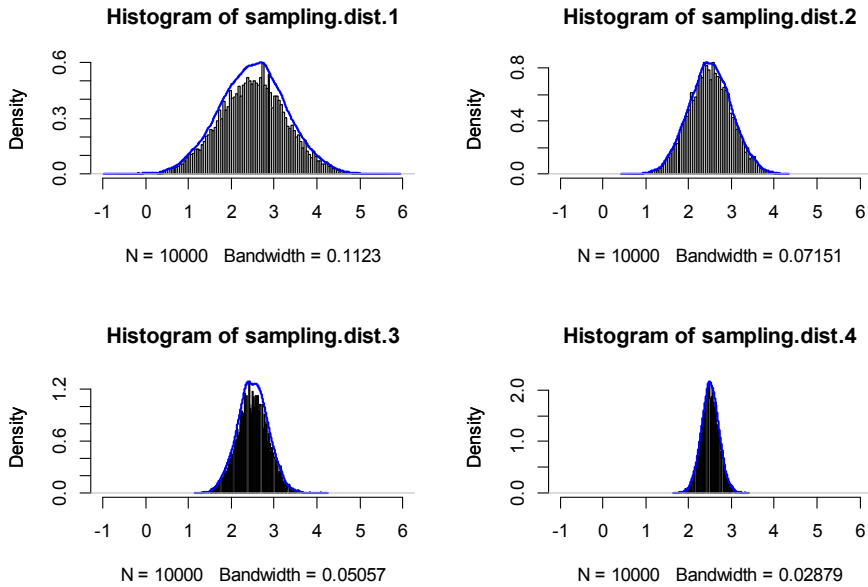 Histogram of sampling.dist.1
Density
0.0 0.3 0.6
-1 0 1 2 3 4 5 6
N = 10000 Bandwidth = 0.1123
Histogram of sampling.dist.2
Density
0.0 0.4 0.8
-1 0 1 2 3 4 5 6
N = 10000 Bandwidth = 0.07151
Histogram of sampling.dist.3
Density
0.0 0.6 1.2
-1 0 1 2 3 4 5 6
N = 10000 Bandwidth = 0.05057
Histogram of sampling.dist.4
Density
0.0 1.0 2.0
-1 0 1 2 3 4 5 6
N = 10000 Bandwidth = 0.02879